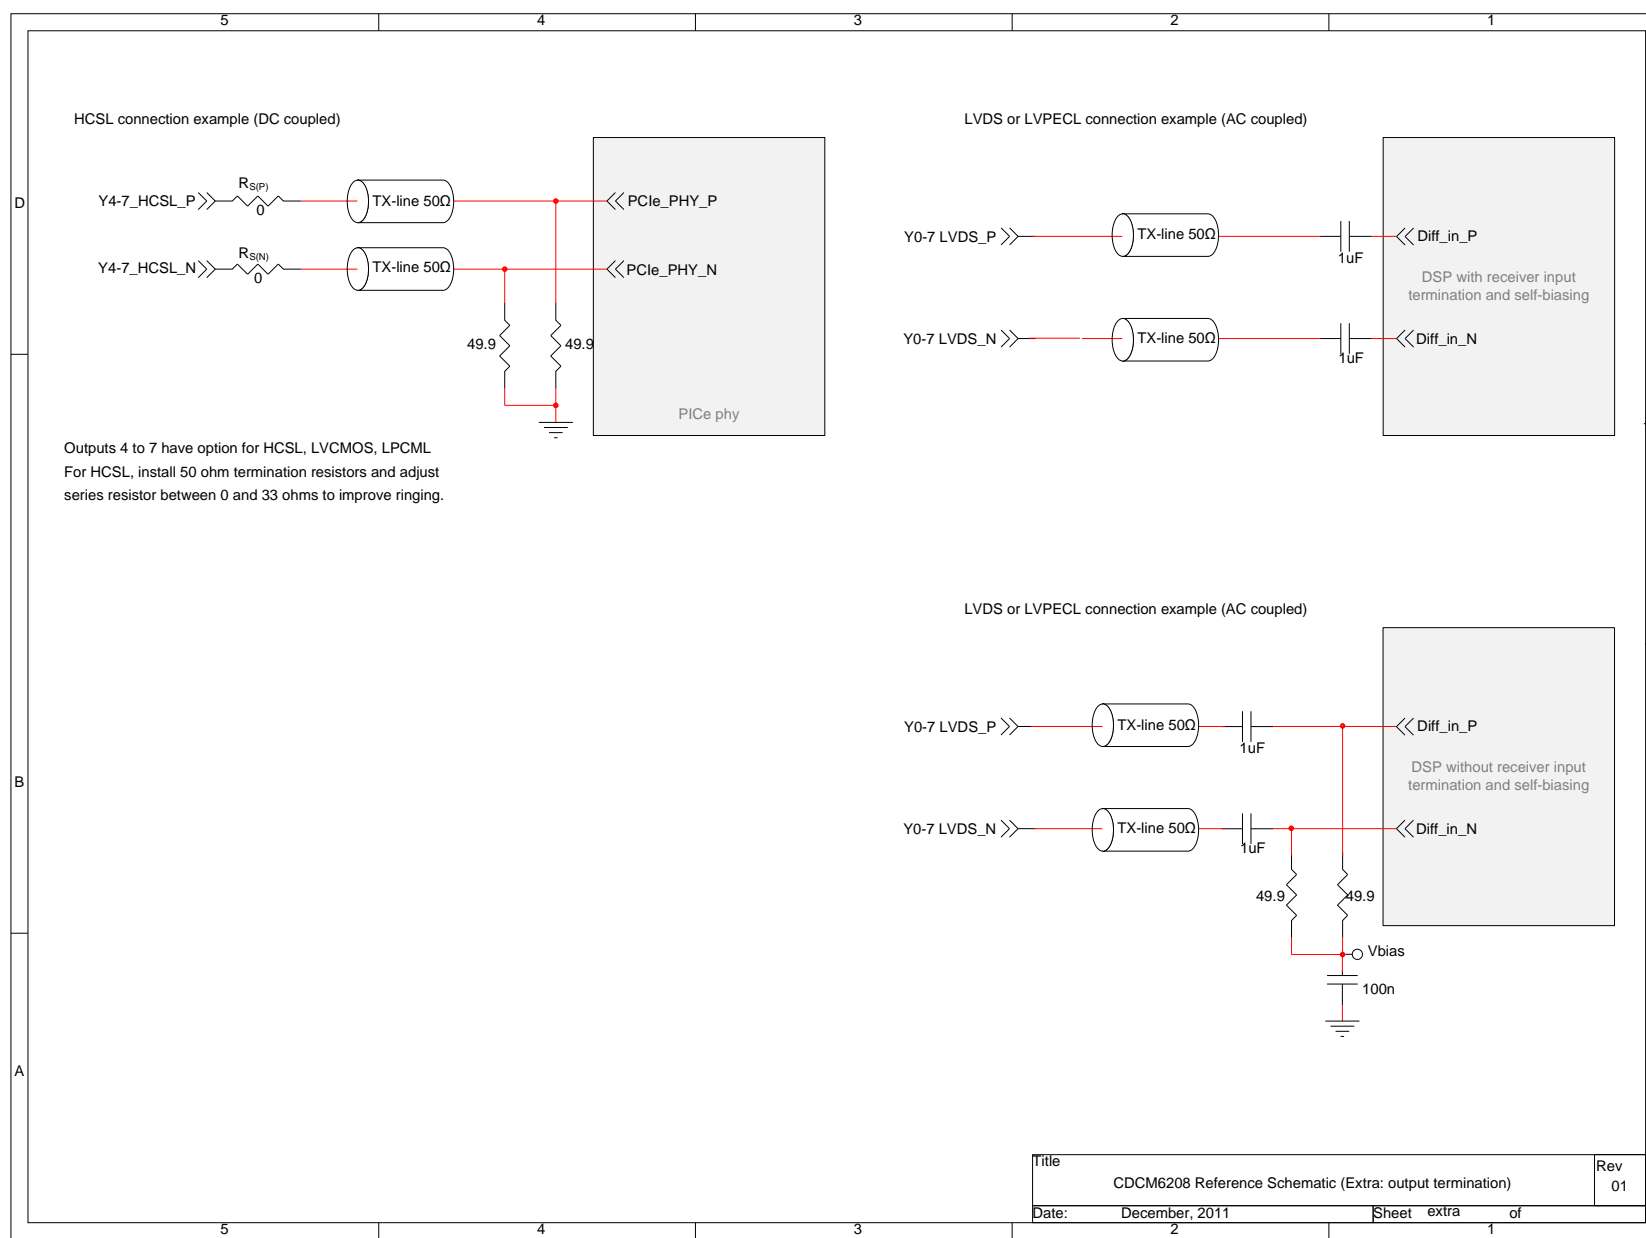 5 4 3 2 1
HCSL connection example (DC coupled)
Y4-7_HCSL_P
RS(P)
0
TX-line 50Ω
PCIe_PHY_P
Y4-7_HCSL_N
RS(N)
0
TX-line 50Ω
PCIe_PHY_N
49.9
49.9
PICe phy
Outputs 4 to 7 have option for HCSL, LVCMOS, LPCML
For HCSL, install 50 ohm termination resistors and adjust
series resistor between 0 and 33 ohms to improve ringing.
LVDS or LVPECL connection example (AC coupled)
Y0-7 LVDS_P
TX-line 50Ω
1uF
Diff_in_P
DSP with receiver input
termination and self-biasing
Y0-7 LVDS_N
TX-line 50Ω
1uF
Diff_in_N
D
LVDS or LVPECL connection example (AC coupled)
Y0-7 LVDS_P
TX-line 50Ω
1uF
Diff_in_P
DSP without receiver input
termination and self-biasing
Y0-7 LVDS_N
TX-line 50Ω
1uF
Diff_in_N
49.9
49.9
Vbias
100n
B
A
Title
CDCM6208 Reference Schematic (Extra: output termination)
Rev
01
Date: December, 2011
Sheet extra of
5 4 3 2 1